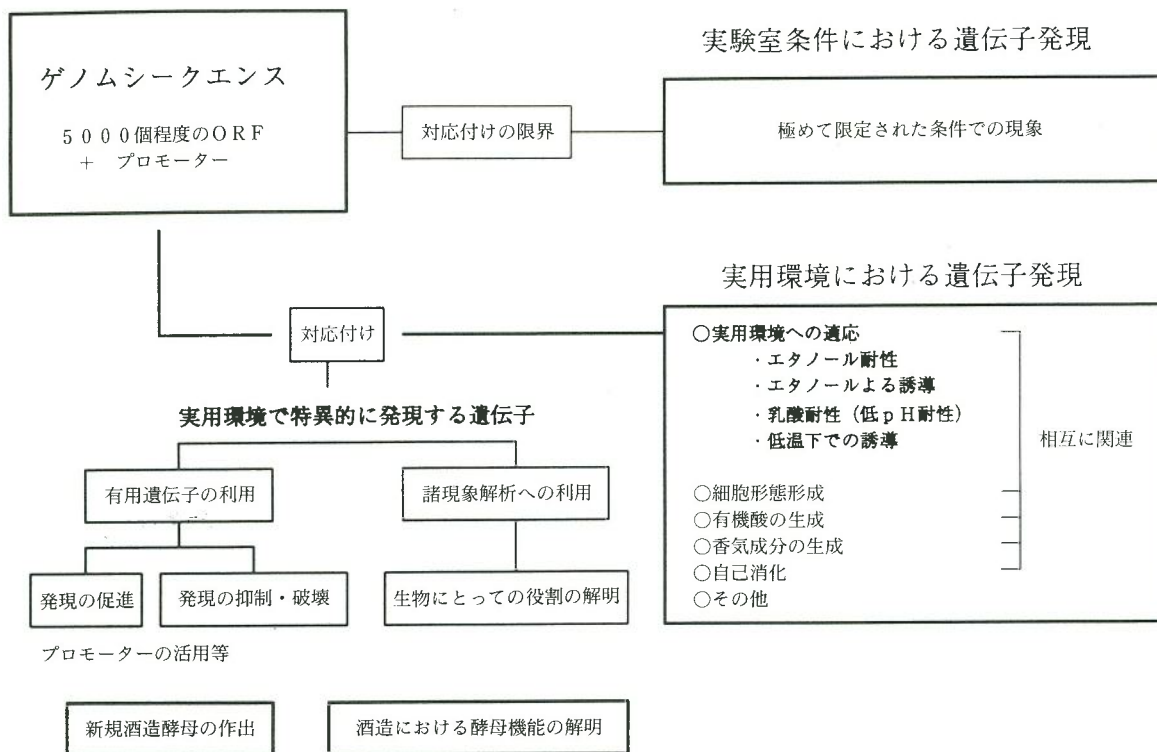 実験室条件における遺伝子発現
ゲノムシークエンス
5000個程度のORF
+ プロモーター
対応付けの限界
極めて限定された条件での現象
実用環境における遺伝子発現
対応付け
○実用環境への適応
・エタノール耐性
・エタノールよる誘導
・乳酸耐性(低pH耐性)
・低温下での誘導
相互に関連
○細胞形態形成
○有機酸の生成
○香気成分の生成
○自己消化
○その他
実用環境で特異的に発現する遺伝子
有用遺伝子の利用
諸現象解析への利用
発現の促進
発現の抑制・破壊
生物にとっての役割の解明
プロモーターの活用等
新規酒造酵母の作出
酒造における酵母機能の解明